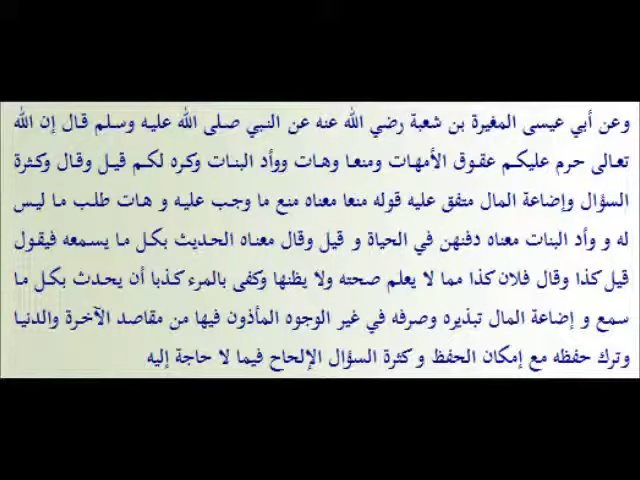 وعن أبي عيسى المغيرة بن شعبة رضي الله عنه عن النبي صلى الله عليه وسلم قال إن الله
تعالى حرم عليكم عقوق الأمهات ومنعا وهات ووأد البنات وكره لكم قيل وقال وكثرة
السؤال وإضاعة المال متفق عليه قوله منعا معناه منع ما وجب عليه و هات طلب ما ليس
له و وأد البنات معناه دفنهن في الحياة و قيل وقال معناه الحديث بكل ما يسمعه فيقول
قيل كذا وقال فلان كذا مما لا يعلم صحته ولا يظنها وكفى بالمرء كذبا أن يحدث بكل ما
سمع و إضاعة المال تبذيره وصرفه في غير الوجوه المأذون فيها من مقاصد الآخرة والدنيا
وترك حفظه مع إمكان الحفظ و كثرة السؤال الإلحاح فيما لا حاجة إليه